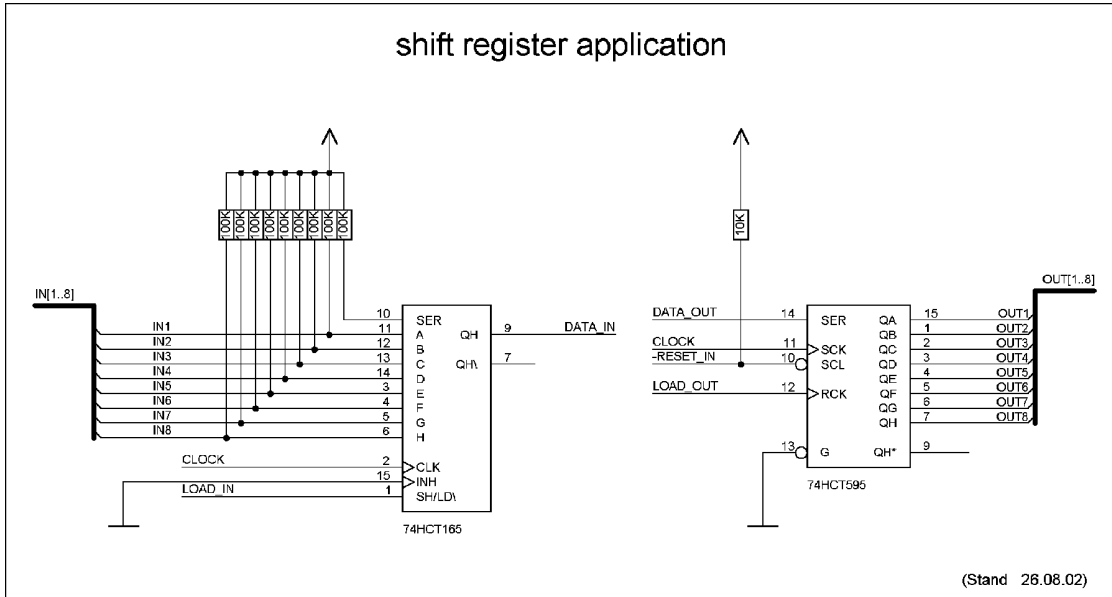 shift register application
100K 100K 100K 100K 100K 100K 100K 100K 100K
10K
IN[1..8]
OUT[1..8]
10 SER
IN1 11 A QH 9 DATA_IN
IN2 12 B
IN3 13 C QH\ 7
IN4 14 D
IN5 3 E
IN6 4 F
IN7 5 G
IN8 6 H
CLOCK 2 CLK
15 INH
LOAD_IN 1 SH/LD\
74HCT165
DATA_OUT 14 SER QA 15 OUT1
QB 1 OUT2
CLOCK 11 SCK QC 2 OUT3
-RESET_IN 10 SCL QD 3 OUT4
QE 4 OUT5
LOAD_OUT 12 RCK QF 5 OUT6
QG 6 OUT7
QH 7 OUT8
13 G QH* 9
74HCT595
(Stand 26.08.02)